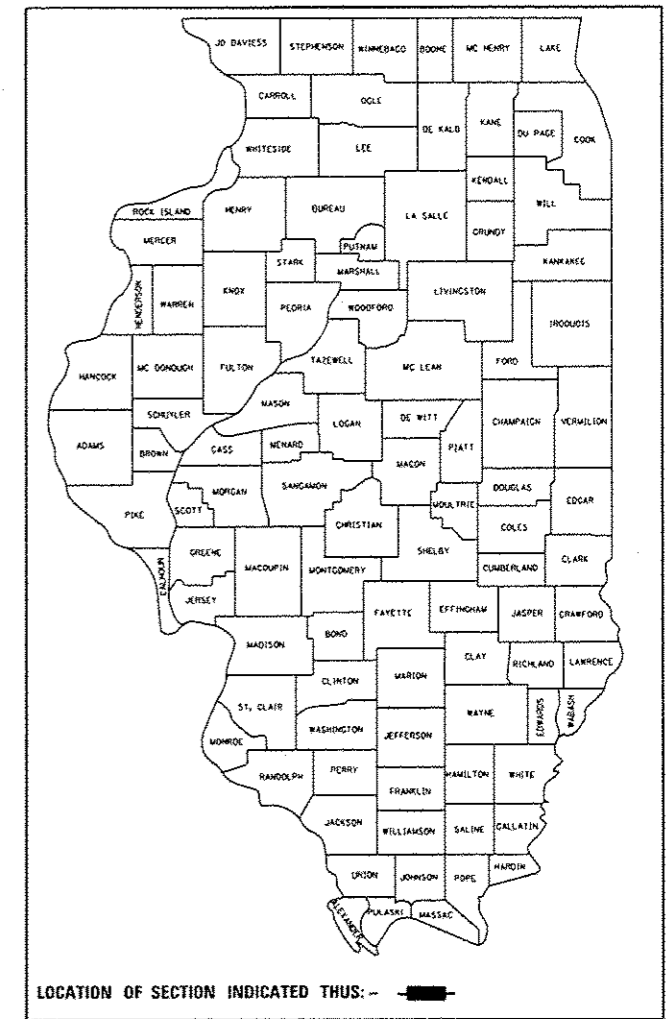 JO DAVIESS STEPHENSON WINNEBAGO BOONE MC HENRY LAKE
CARROLL OGLE DE KALB KANE DU PAGE COOK
WHITESIDE LEE
KENDALL WILL
ROCK ISLAND HENRY BUREAU LA SALLE GRUNDY
MERCER PUTNAM KANKAKEE
STARK MARSHALL
HENDERSON WARREN KNOX PEORIA WOODFORD LIVINGSTON IROQUOIS
HANCOCK MC DONOUGH FULTON TAZEWELL MC LEAN FORD
MASON
SCHUYLER LOGAN DE WITT CHAMPAIGN VERMILION
ADAMS BROWN CASS MENARD PIATT
MACON
MORGAN SANGAMON DOUGLAS EDGAR
PIKE SCOTT CHRISTIAN MOULTRIE
COLES
GREENE MACOUPIN MONTGOMERY SHELBY CUMBERLAND CLARK
CALHOUN JERSEY
FAYETTE EFFINGHAM JASPER CRAWFORD
MADISON BOND
CLAY RICHLAND LAWRENCE
CLINTON MARION
ST. CLAIR WAYNE EDWARDS WABASH
MONROE WASHINGTON JEFFERSON
RANDOLPH PERRY HAMILTON WHITE
FRANKLIN
JACKSON WILLIAMSON SALINE GALLATIN
UNION JOHNSON POPE HARDIN
ALEXANDER PULASKI MASSAC
LOCATION OF SECTION INDICATED THUS: -